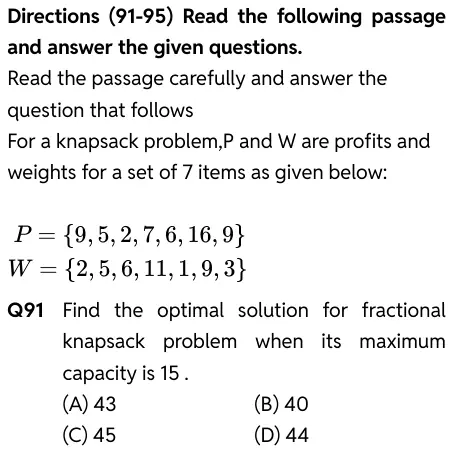 Directions (91-95) Read the following passage
and answer the given questions.
Read the passage carefully and answer the
question that follows
For a knapsack problem,P and W are profits and
weights for a set of 7 items as given below:
P = {9, 5, 2, 7, 6, 16, 9}
W = {2, 5, 6, 11, 1, 9, 3}
Q91 Find the optimal solution for fractional
knapsack problem when its maximum
capacity is 15 .
(A) 43 (B) 40
(C) 45 (D) 44